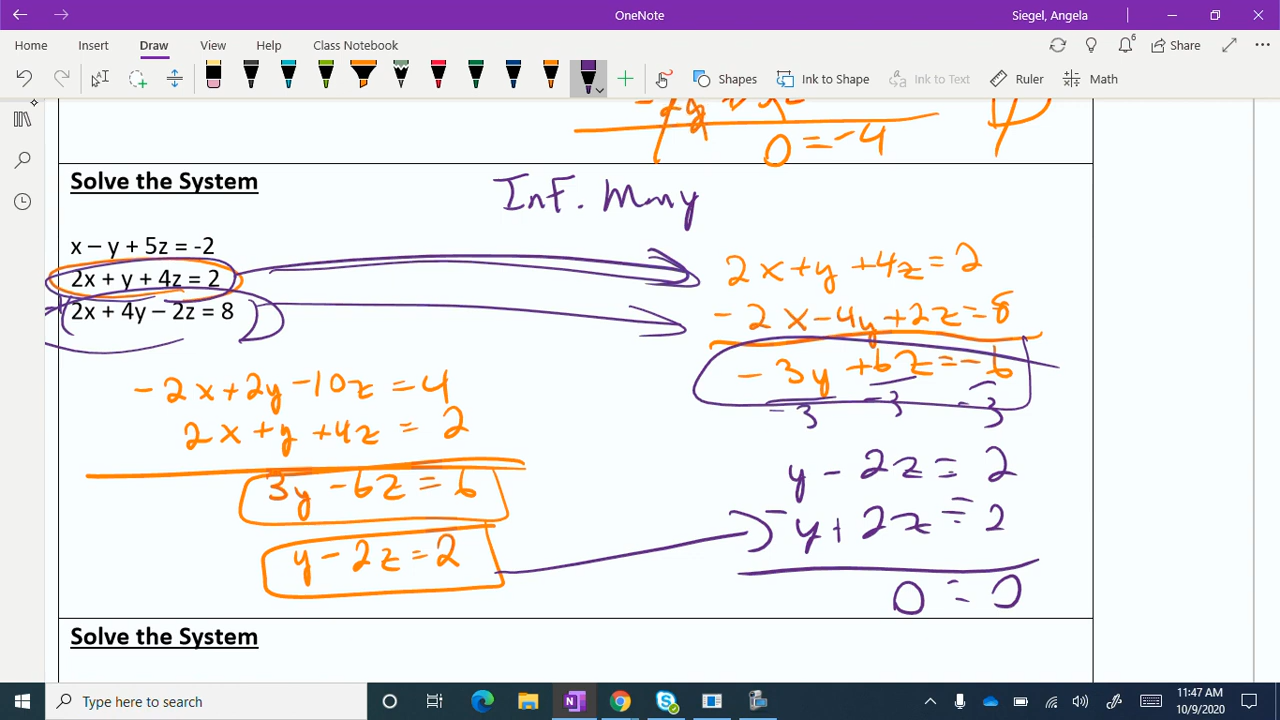 OneNote
Siegel, Angela
Home Insert Draw View Help Class Notebook
6
Share
Shapes Ink to Shape Ink to Text Ruler Math
0 = -4
Solve the System
Inf. Many
x – y + 5z = -2
2x + y + 4z = 2
2x + 4y – 2z = 8
2x + y + 4z = 2
-2x - 4y + 2z = 8
-3y + 6z = -6
-3 -3 -3
-2x + 2y - 10z = 4
2x + y + 4z = 2
3y - 6z = 6
y - 2z = 2
y - 2z = 2
-y + 2z = -2
0 = 0
Solve the System
Type here to search
11:47 AM
10/9/2020